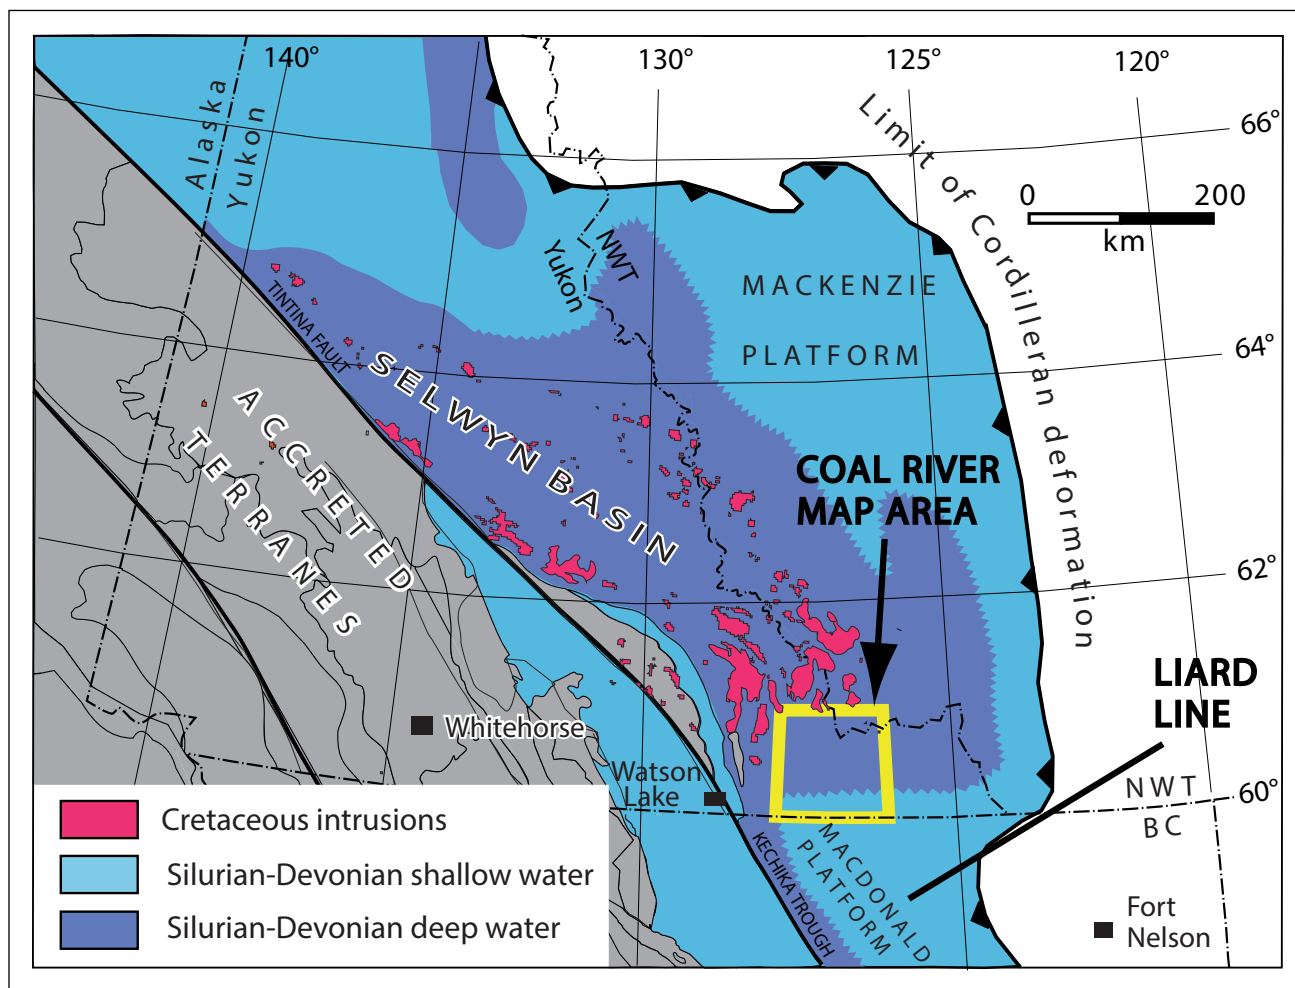 140°
130°
125°
120°
66°
64°
62°
60°
Alaska
Yukon
Limit of Cordilleran deformation
0 200
km
Yukon
NWT
MACKENZIE
PLATFORM
TINTINA FAULT
SELWYN BASIN
ACCRETED
TERRANES
COAL RIVER
MAP AREA
LIARD
LINE
Whitehorse
Watson
Lake
NWT
BC
MACDONALD
PLATFORM
KECHIKA TROUGH
Fort
Nelson
Cretaceous intrusions
Silurian-Devonian shallow water
Silurian-Devonian deep water